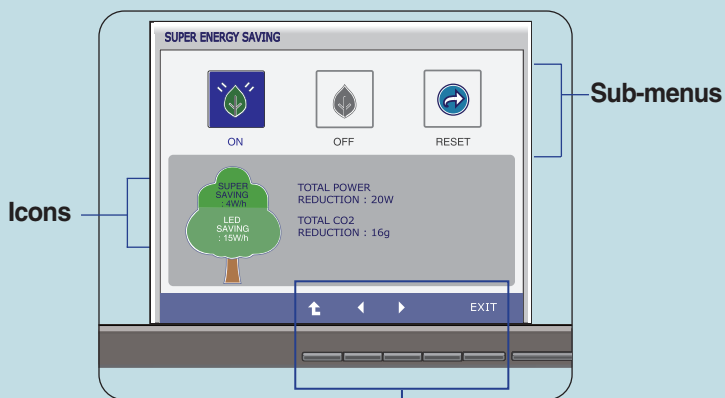 SUPER ENERGY SAVING
ON
OFF
RESET
Sub-menus
Icons
SUPER
SAVING
: 4W/h
LED
SAVING
: 15W/h
TOTAL POWER
REDUCTION : 20W
TOTAL CO2
REDUCTION : 16g
EXIT